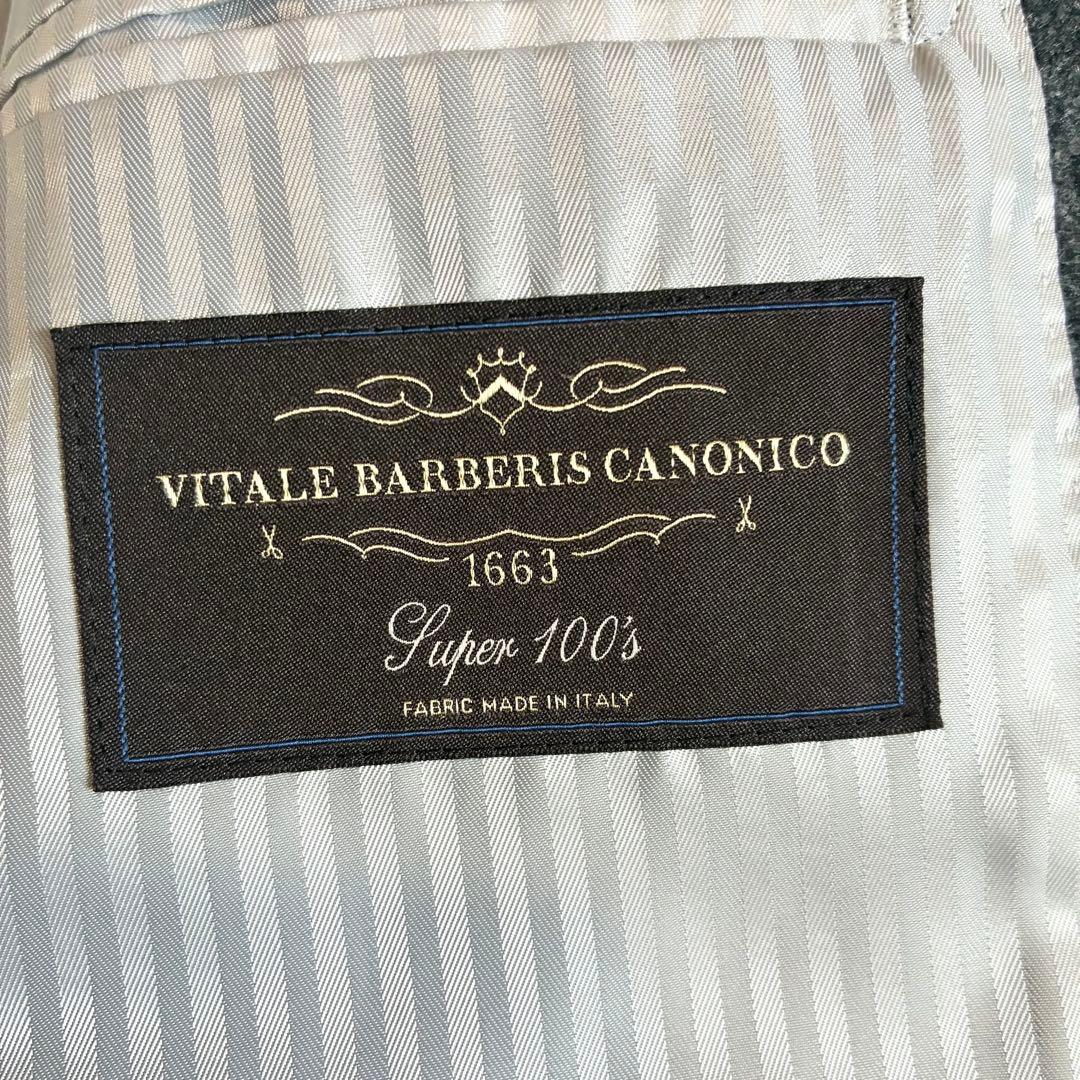 VITALE BARBERIS CANONICO
1663
Super 100's
FABRIC MADE IN ITALY